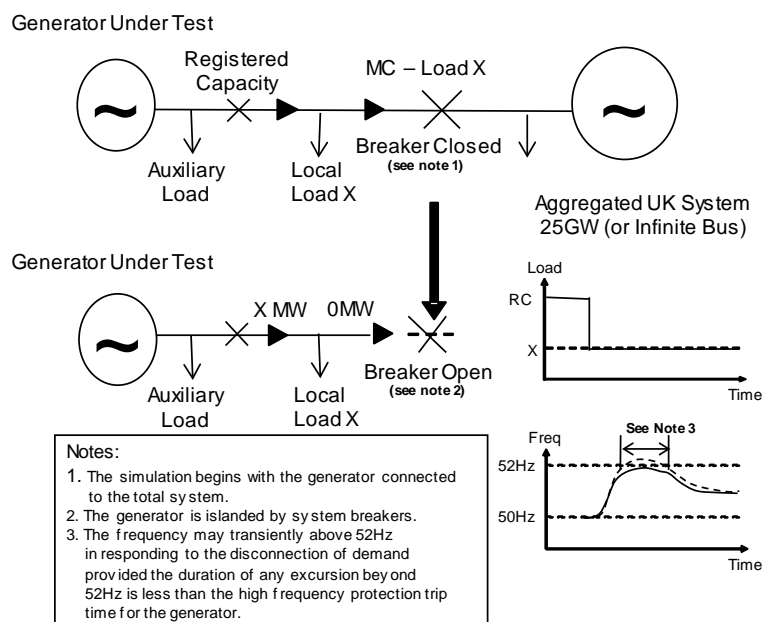 Generator Under Test
Registered
Capacity
MC – Load X
~
~
Auxiliary
Load
Local
Load X
Breaker Closed
(see note 1)
Aggregated UK System
25GW (or Infinite Bus)
Generator Under Test
~
X MW
0MW
Auxiliary
Load
Local
Load X
Breaker Open
(see note 2)
Load
RC
X
Time
Freq
See Note 3
52Hz
50Hz
Time
Notes:
1. The simulation begins with the generator connected
to the total system.
2. The generator is islanded by system breakers.
3. The frequency may transiently above 52Hz
in responding to the disconnection of demand
provided the duration of any excursion beyond
52Hz is less than the high frequency protection trip
time for the generator.